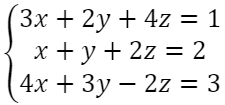 3x + 2y + 4z = 1
x + y + 2z = 2
4x + 3y − 2z = 3